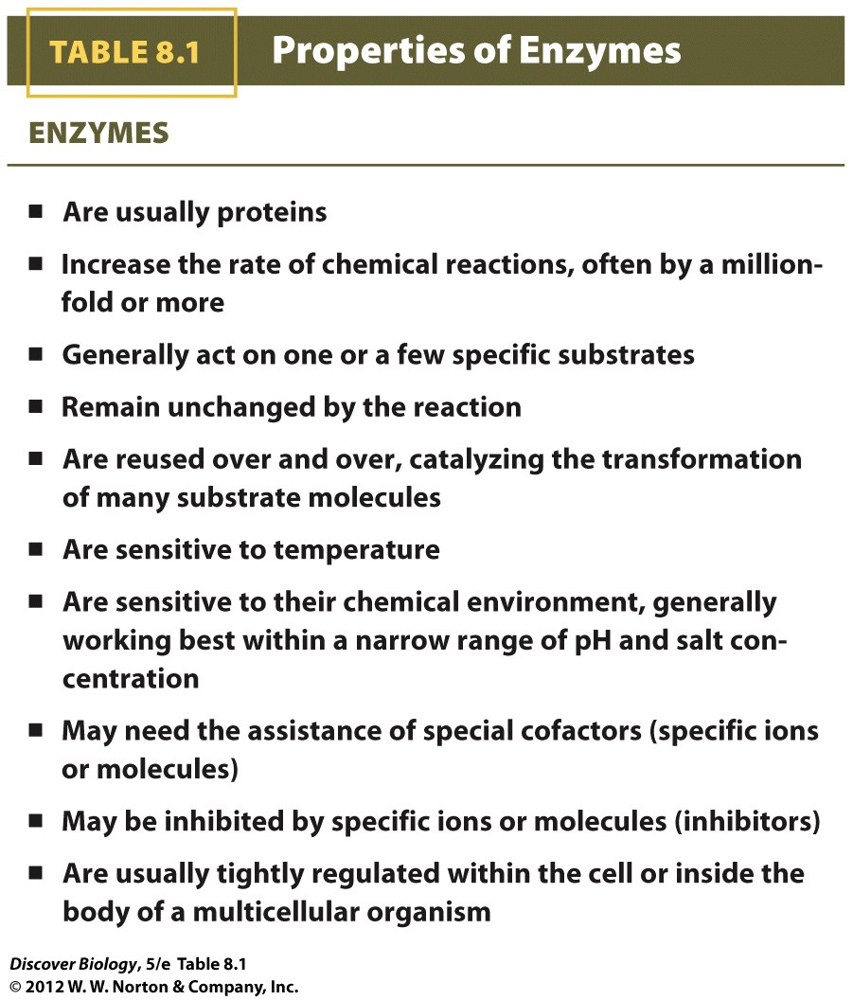 TABLE 8.1 Properties of Enzymes
ENZYMES
■ Are usually proteins
■ Increase the rate of chemical reactions, often by a million-
fold or more
■ Generally act on one or a few specific substrates
■ Remain unchanged by the reaction
■ Are reused over and over, catalyzing the transformation
of many substrate molecules
■ Are sensitive to temperature
■ Are sensitive to their chemical environment, generally
working best within a narrow range of pH and salt con-
centration
■ May need the assistance of special cofactors (specific ions
or molecules)
■ May be inhibited by specific ions or molecules (inhibitors)
■ Are usually tightly regulated within the cell or inside the
body of a multicellular organism
Discover Biology, 5/e Table 8.1
© 2012 W. W. Norton & Company, Inc.